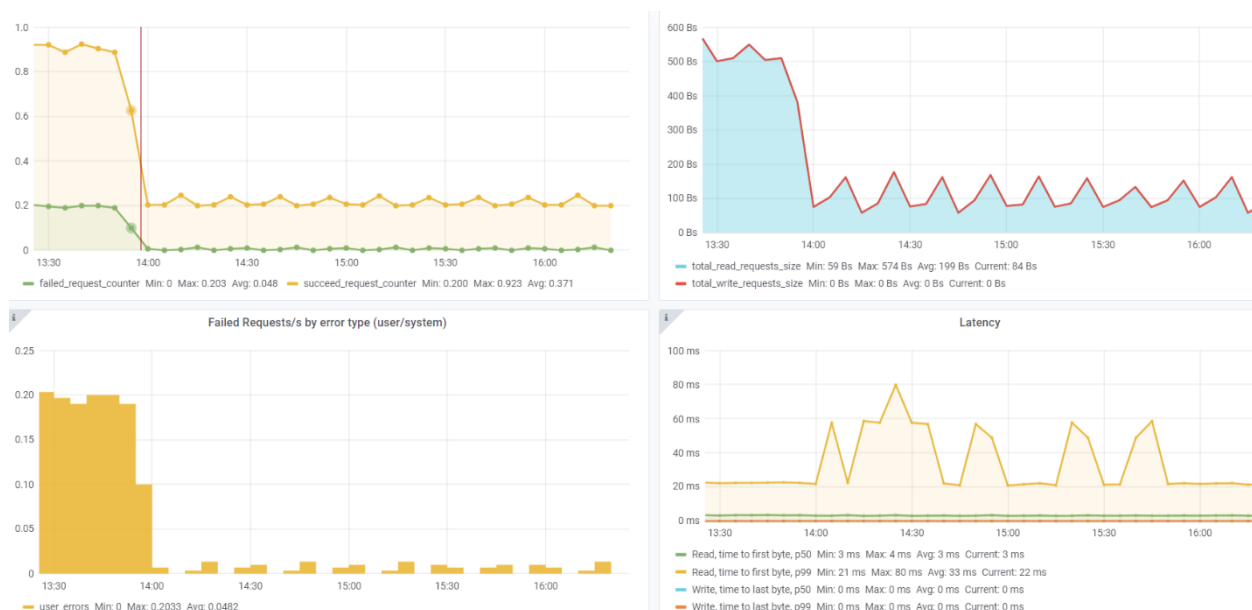 1.0
0.8
0.6
0.4
0.2
0
13:30 14:00 14:30 15:00 15:30 16:00
failed_request_counter Min: 0 Max: 0.203 Avg: 0.048 succeed_request_counter Min: 0.200 Max: 0.923 Avg: 0.371
600 Bs
500 Bs
400 Bs
300 Bs
200 Bs
100 Bs
0 Bs
13:30 14:00 14:30 15:00 15:30 16:00
total_read_requests_size Min: 59 Bs Max: 574 Bs Avg: 199 Bs Current: 84 Bs
total_write_requests_size Min: 0 Bs Max: 0 Bs Avg: 0 Bs Current: 0 Bs
i
Failed Requests/s by error type (user/system)
0.25
0.20
0.15
0.10
0.05
0
13:30 14:00 14:30 15:00 15:30 16:00
user_errors Min: 0 Max: 0.2033 Avg: 0.0482
i
Latency
100 ms
80 ms
60 ms
40 ms
20 ms
0 ms
13:30 14:00 14:30 15:00 15:30 16:00
Read, time to first byte, p50 Min: 3 ms Max: 4 ms Avg: 3 ms Current: 3 ms
Read, time to first byte, p99 Min: 21 ms Max: 80 ms Avg: 33 ms Current: 22 ms
Write, time to last byte, p50 Min: 0 ms Max: 0 ms Avg: 0 ms Current: 0 ms
Write, time to last byte, p99 Min: 0 ms Max: 0 ms Avg: 0 ms Current: 0 ms